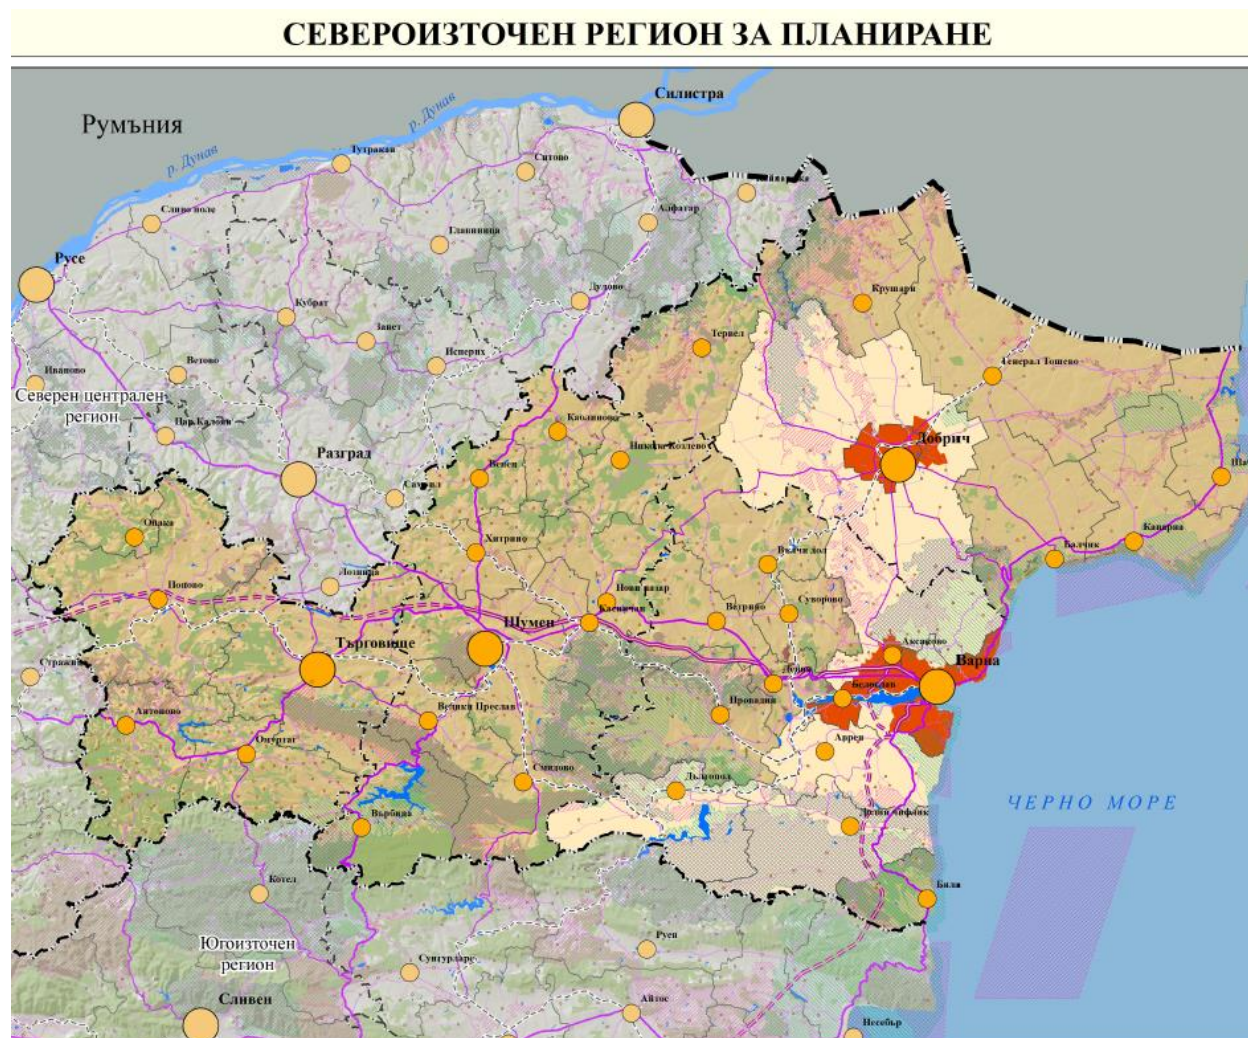 СЕВЕРОИЗТОЧЕН РЕГИОН ЗА ПЛАНИРАНЕ
Силистра
Румъния
р. Дунав
р. Дунав
Тутракан
Ситово
Сливо поле
Алфатар
Главиница
Русе
Дулово
Крушари
Кубрат
Завет
Тервел
Исперих
Ветово
Иваново
Генерал Тошево
Северен централен
регион
Каолиново
Цар Калоян
Никола Козлево
Добрич
Разград
Венец
Самуил
Опака
Каварна
Хитрино
Балчик
Вълчи дол
Лозница
Попово
Нови пазар
Каспичан
Ветрино
Суворово
Шумен
Търговище
Аксаково
Варна
Стражица
Девня
Белослав
Велики Преслав
Провадия
Антоново
Омуртаг
Аврен
Смядово
Дългопол
ЧЕРНО МОРЕ
Върбица
Долни чифлик
Котел
Бяла
Югоизточен
регион
Руен
Сунгурларе
Сливен
Айтос
Несебър